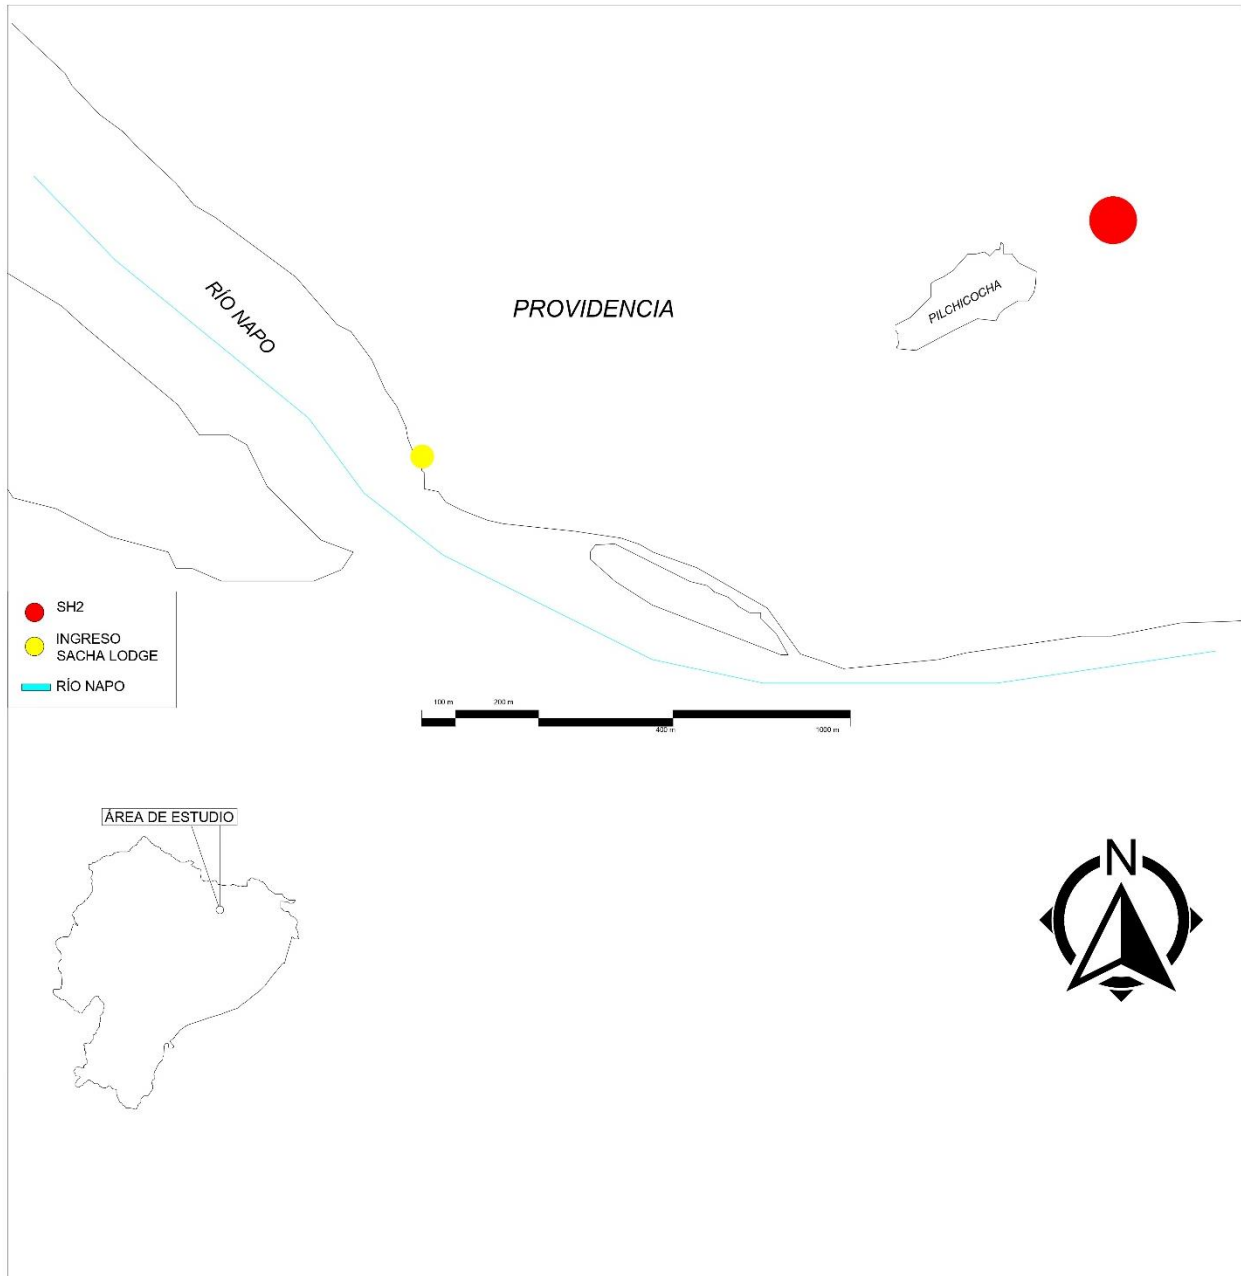 RÍO NAPO
PROVIDENCIA
PILCHICOCHA
SH2
INGRESO
SACHA LODGE
RÍO NAPO
100 m
200 m
400 m
1000 m
ÁREA DE ESTUDIO
N